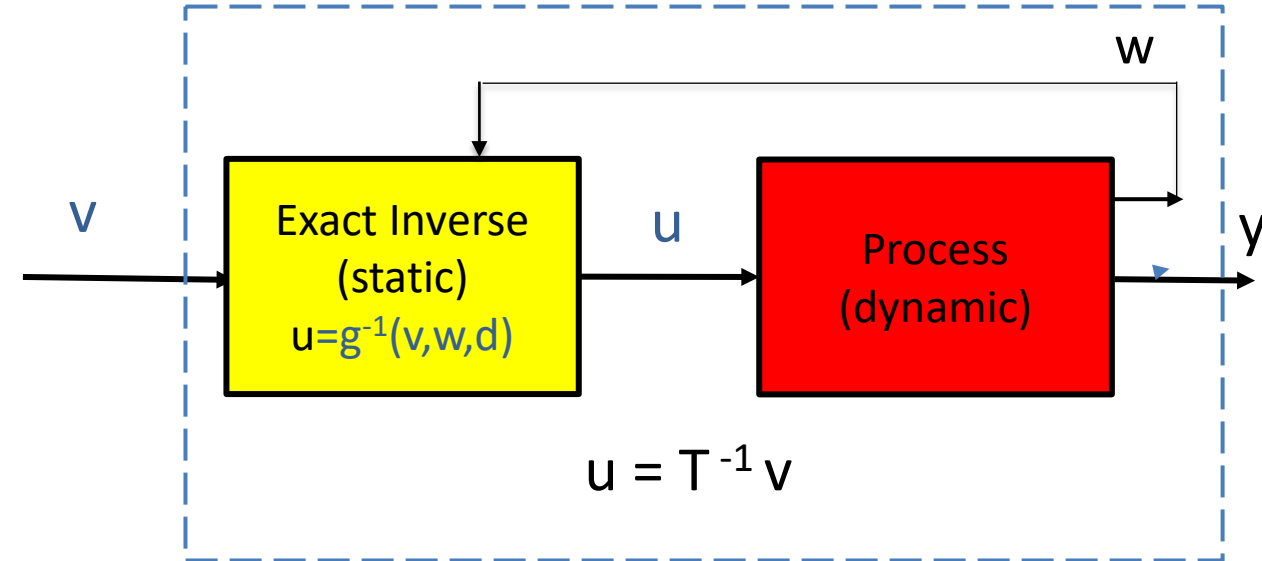 w
v
Exact Inverse
(static)
u=g⁻¹(v,w,d)
u
Process
(dynamic)
y
u = T ⁻¹ v